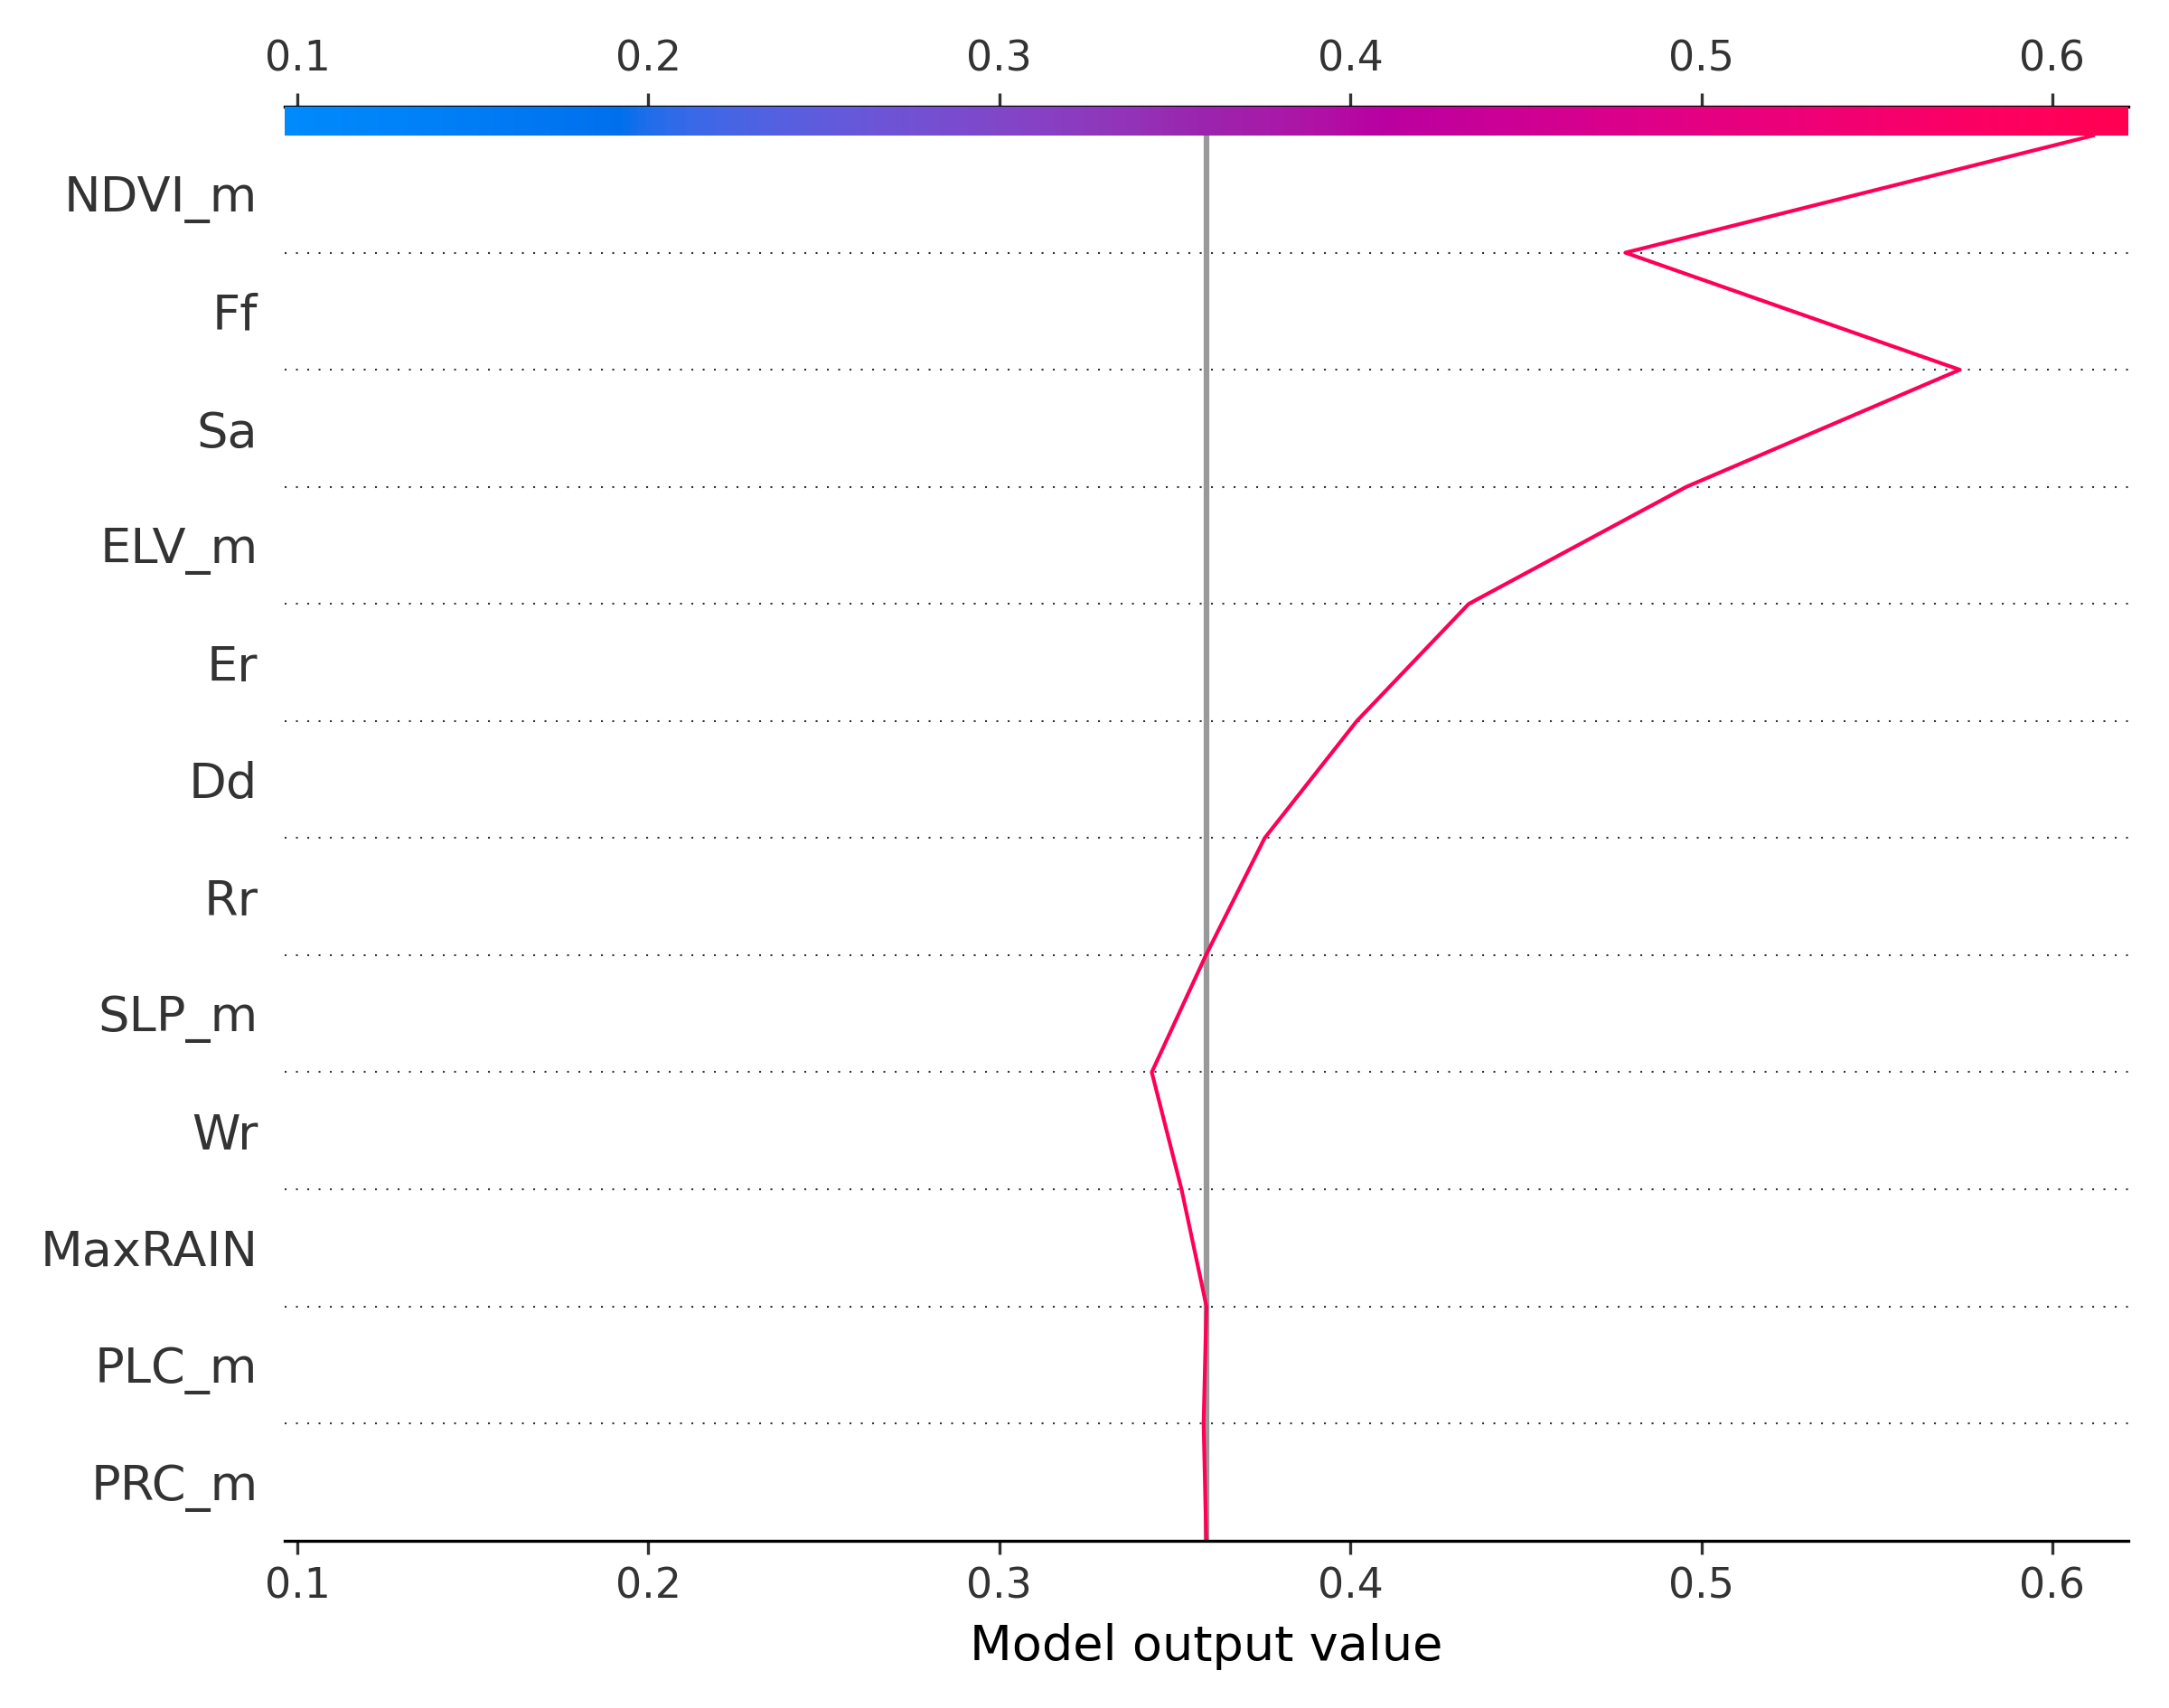 0.1 0.2 0.3 0.4 0.5 0.6
NDVI_m
Ff
Sa
ELV_m
Er
Dd
Rr
SLP_m
Wr
MaxRAIN
PLC_m
PRC_m
0.1 0.2 0.3 0.4 0.5 0.6
Model output value